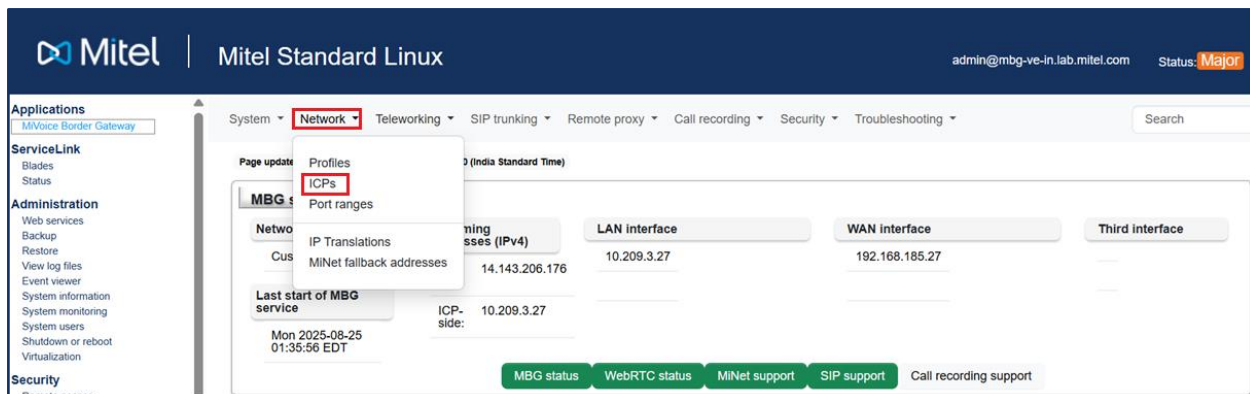 Mitel
Mitel Standard Linux
admin@mbg-ve-in.lab.mitel.com
Status: Major
Applications
MiVoice Border Gateway
ServiceLink
Blades
Status
Administration
Web services
Backup
Restore
View log files
Event viewer
System information
System monitoring
System users
Shutdown or reboot
Virtualization
Security
System
Network
Teleworking
SIP trunking
Remote proxy
Call recording
Security
Troubleshooting
Search
Profiles
ICPs
Port ranges
IP Translations
MiNet fallback addresses
Page update
0 (India Standard Time)
MBG s
Netwo
Cus
Last start of MBG
service
Mon 2025-08-25
01:35:56 EDT
ming
sses (IPv4)
14.143.206.176
ICP-
side:
10.209.3.27
LAN interface
10.209.3.27
WAN interface
192.168.185.27
Third interface
MBG status
WebRTC status
MiNet support
SIP support
Call recording support